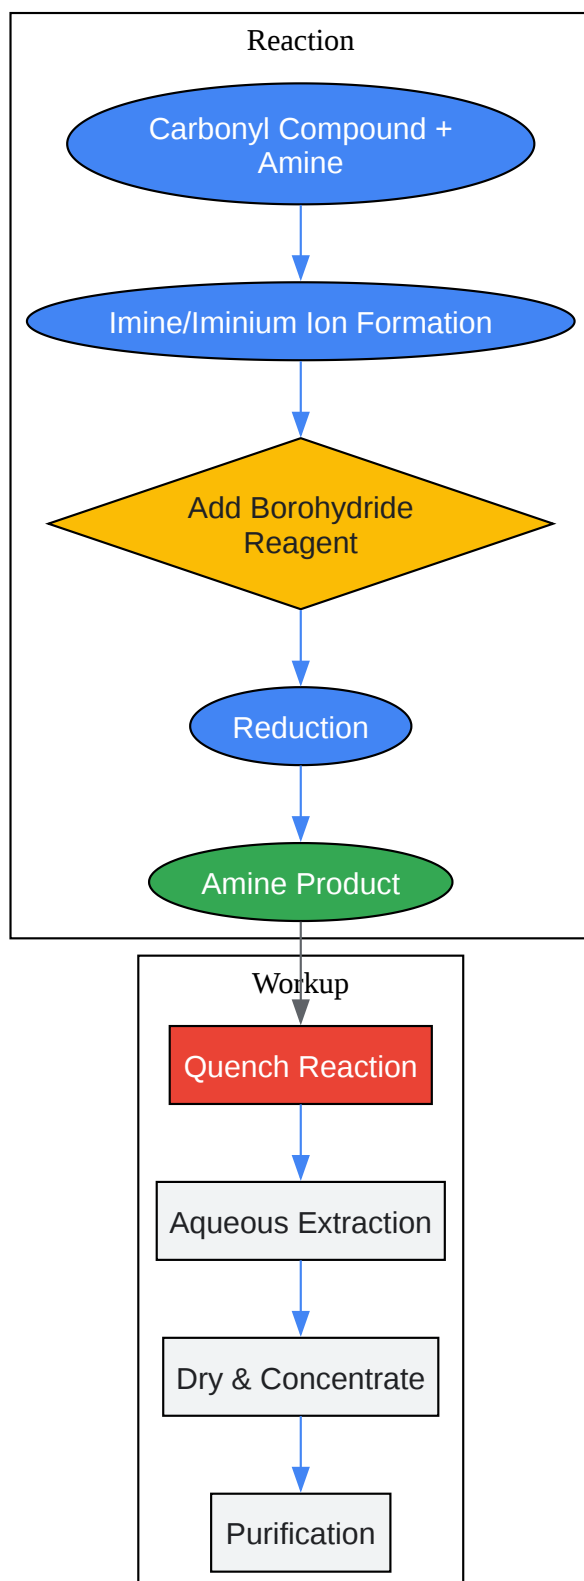 Reaction
Carbonyl Compound +
Amine
Imine/Iminium Ion Formation
Add Borohydride
Reagent
Reduction
Amine Product
Workup
Quench Reaction
Aqueous Extraction
Dry & Concentrate
Purification